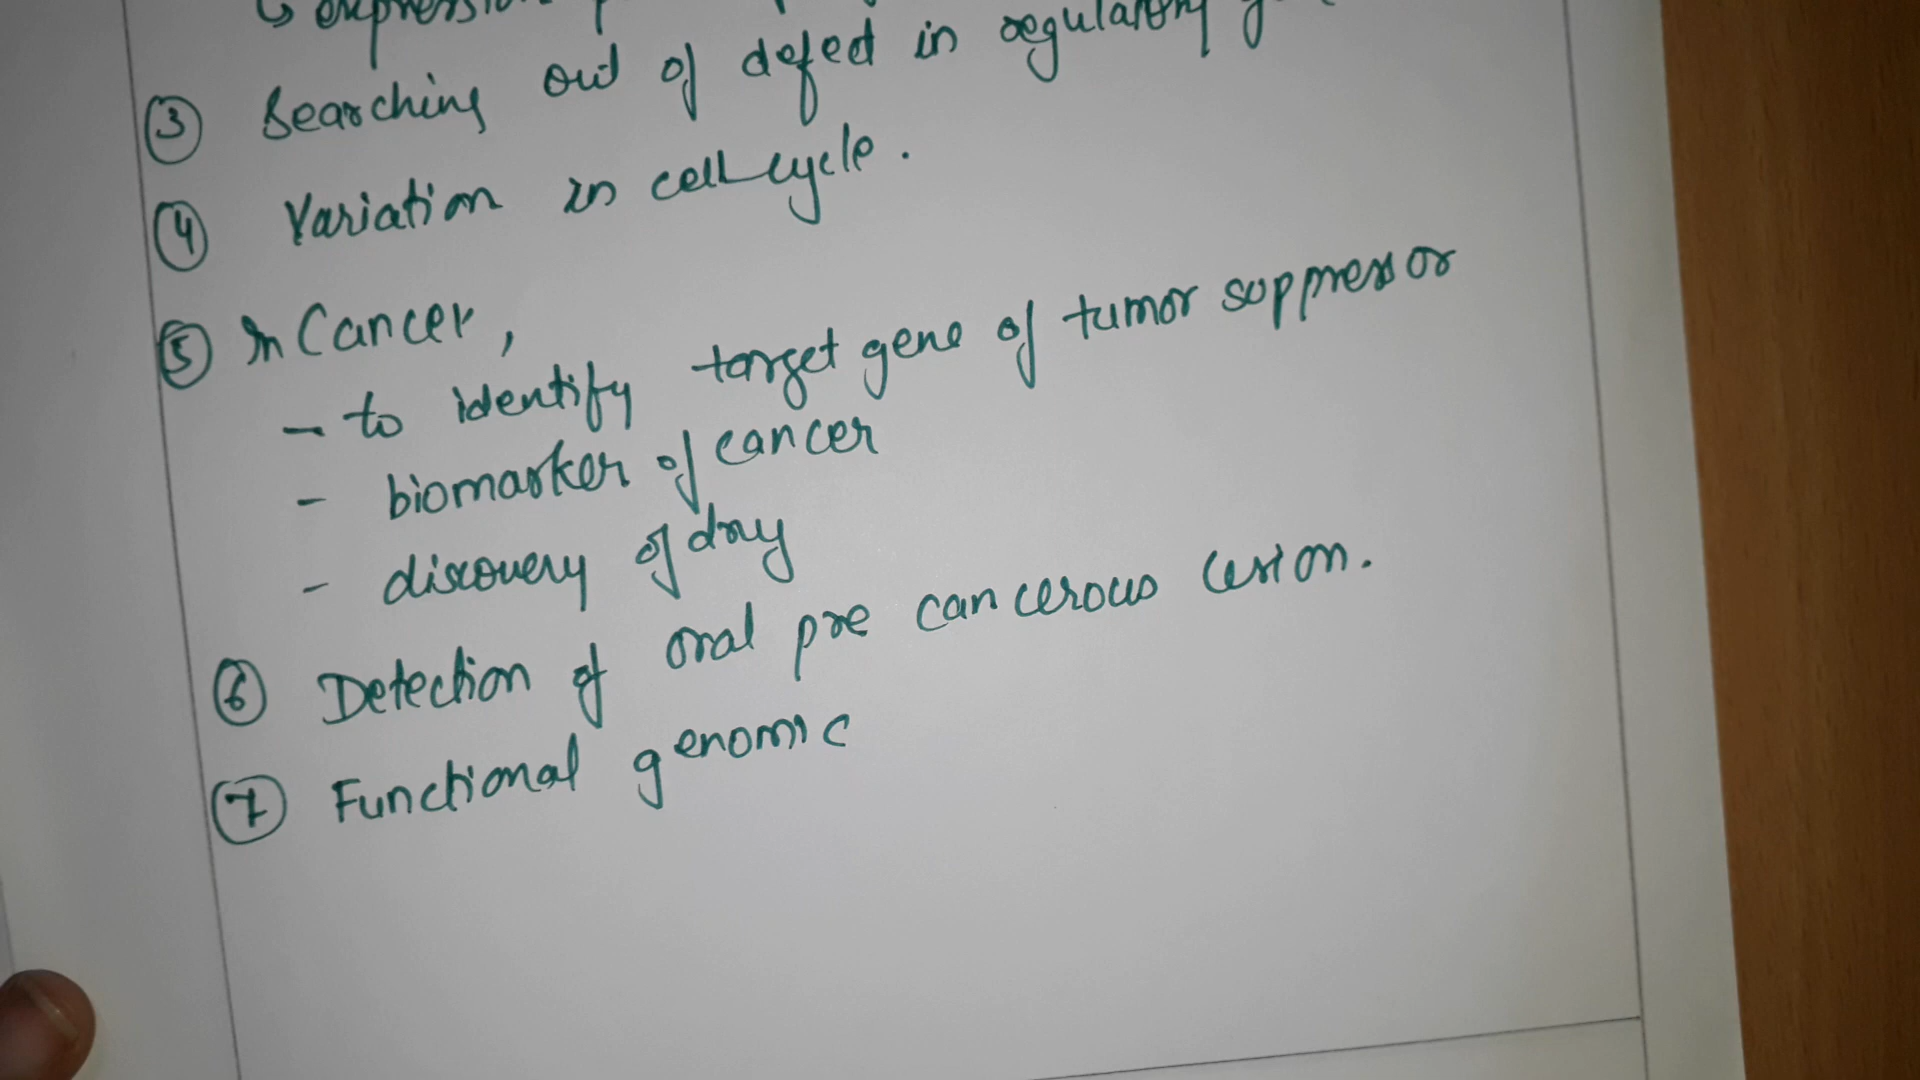 ↳ expression
③ Searching out of defect in regulatory
④ Variation in cell cycle.
⑤ In Cancer,
- to identify target gene of tumor suppressor
- biomarker of cancer
- discovery of drug
⑥ Detection of oral pre cancerous lesion.
⑦ Functional genomic